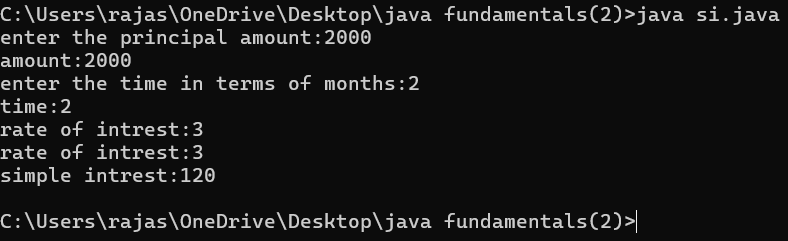 C:\Users\rajas\OneDrive\Desktop\java fundamentals(2)>java si.java
enter the principal amount:2000
amount:2000
enter the time in terms of months:2
time:2
rate of intrest:3
rate of intrest:3
simple intrest:120
C:\Users\rajas\OneDrive\Desktop\java fundamentals(2)>